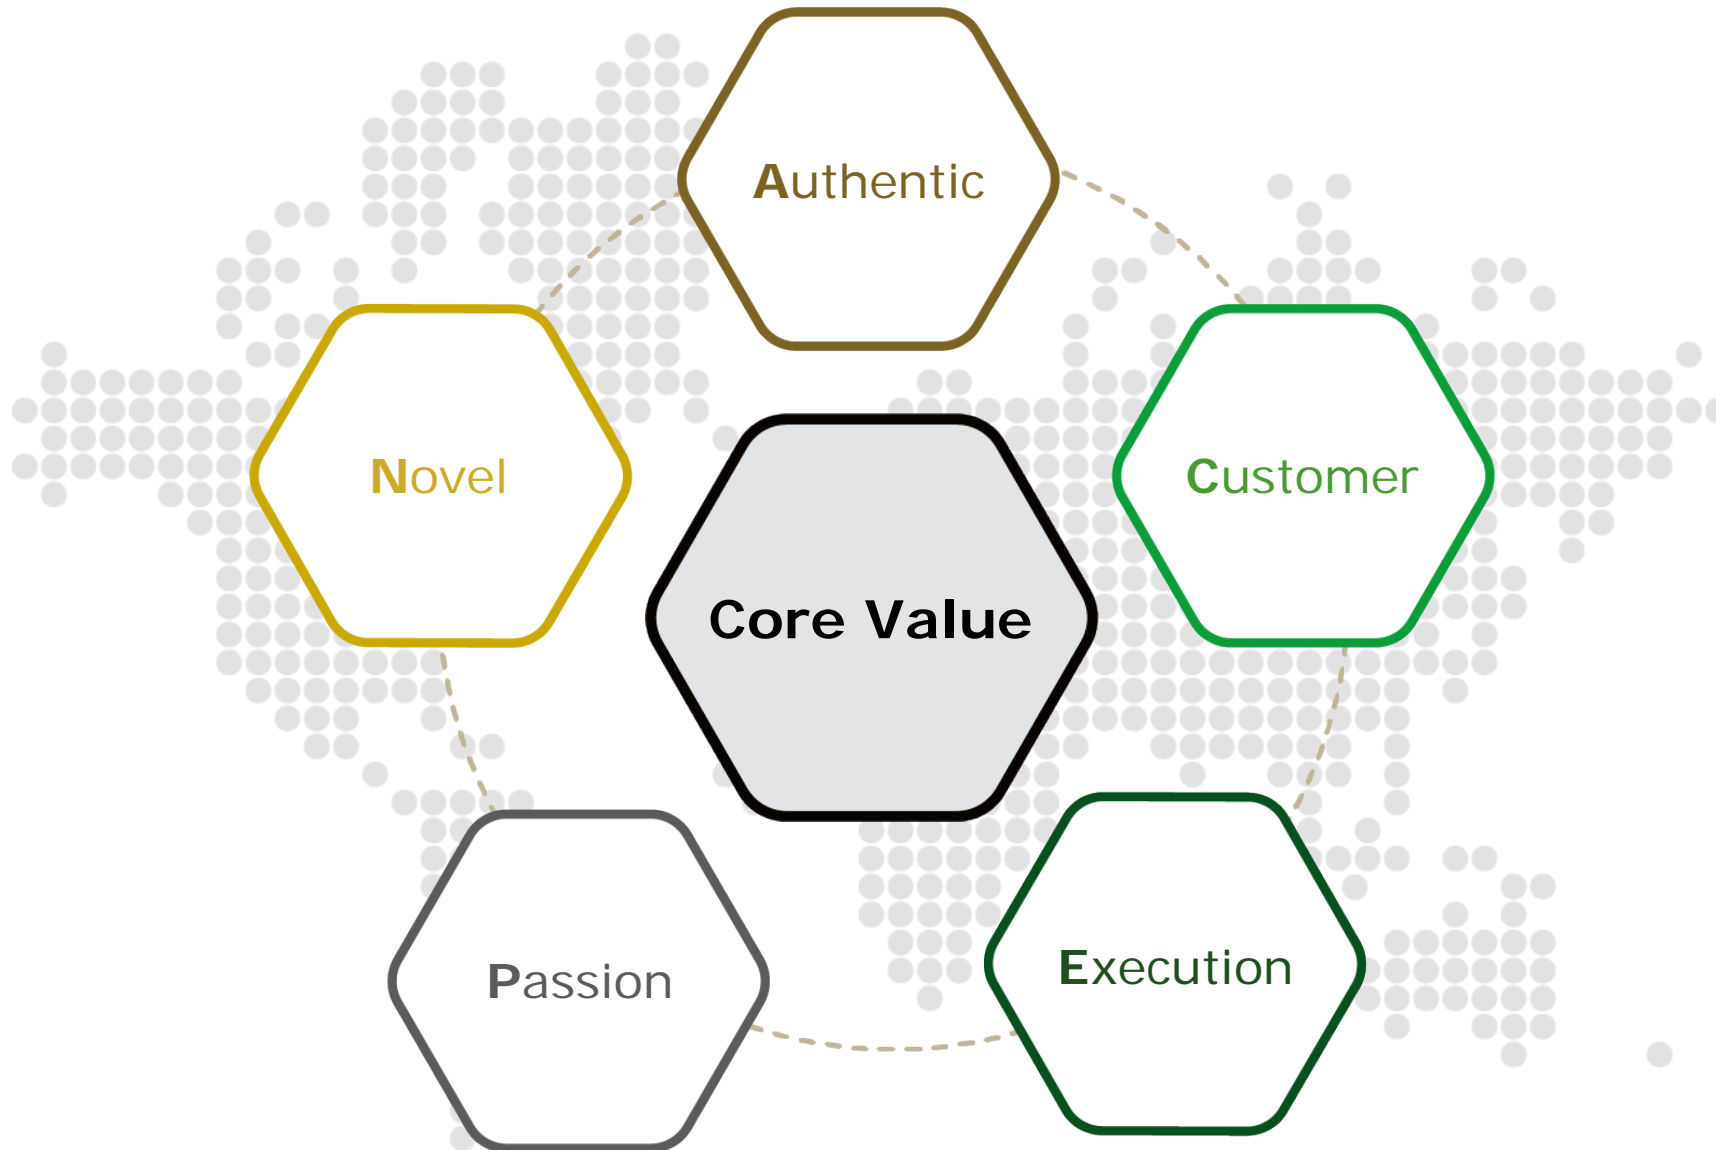 Authentic
Novel
Customer
Core Value
Passion
Execution